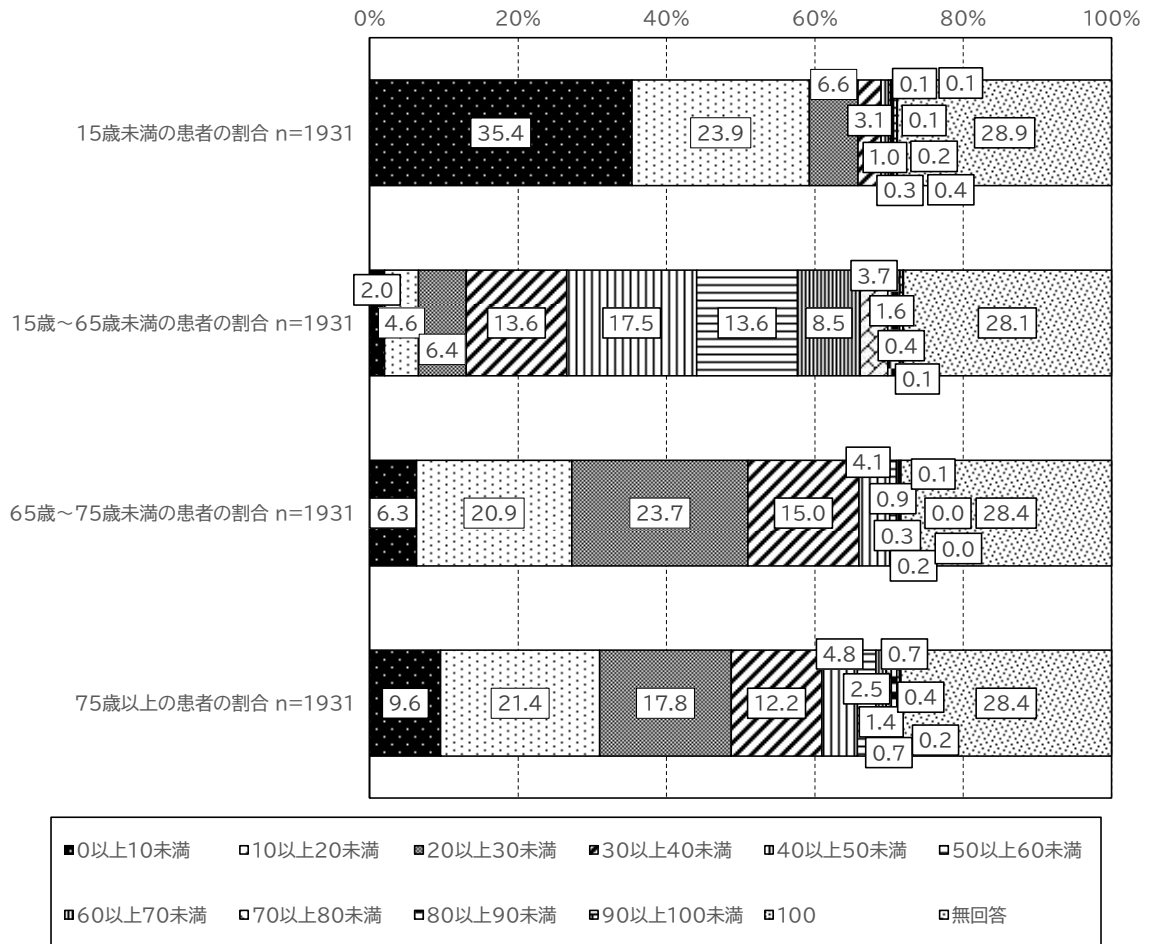 0% 20% 40% 60% 80% 100%
15歳未満の患者の割合 n=1931
35.4 23.9 6.6 3.1 1.0 0.3 0.1 0.1 0.1 0.2 0.4 28.9
15歳～65歳未満の患者の割合 n=1931
2.0 4.6 6.4 13.6 17.5 13.6 8.5 3.7 1.6 0.4 0.1 28.1
65歳～75歳未満の患者の割合 n=1931
6.3 20.9 23.7 15.0 4.1 0.9 0.3 0.2 0.1 0.0 0.0 28.4
75歳以上の患者の割合 n=1931
9.6 21.4 17.8 12.2 4.8 2.5 1.4 0.7 0.7 0.4 0.2 28.4
0以上10未満 10以上20未満 20以上30未満 30以上40未満 40以上50未満 50以上60未満
60以上70未満 70以上80未満 80以上90未満 90以上100未満 100 無回答